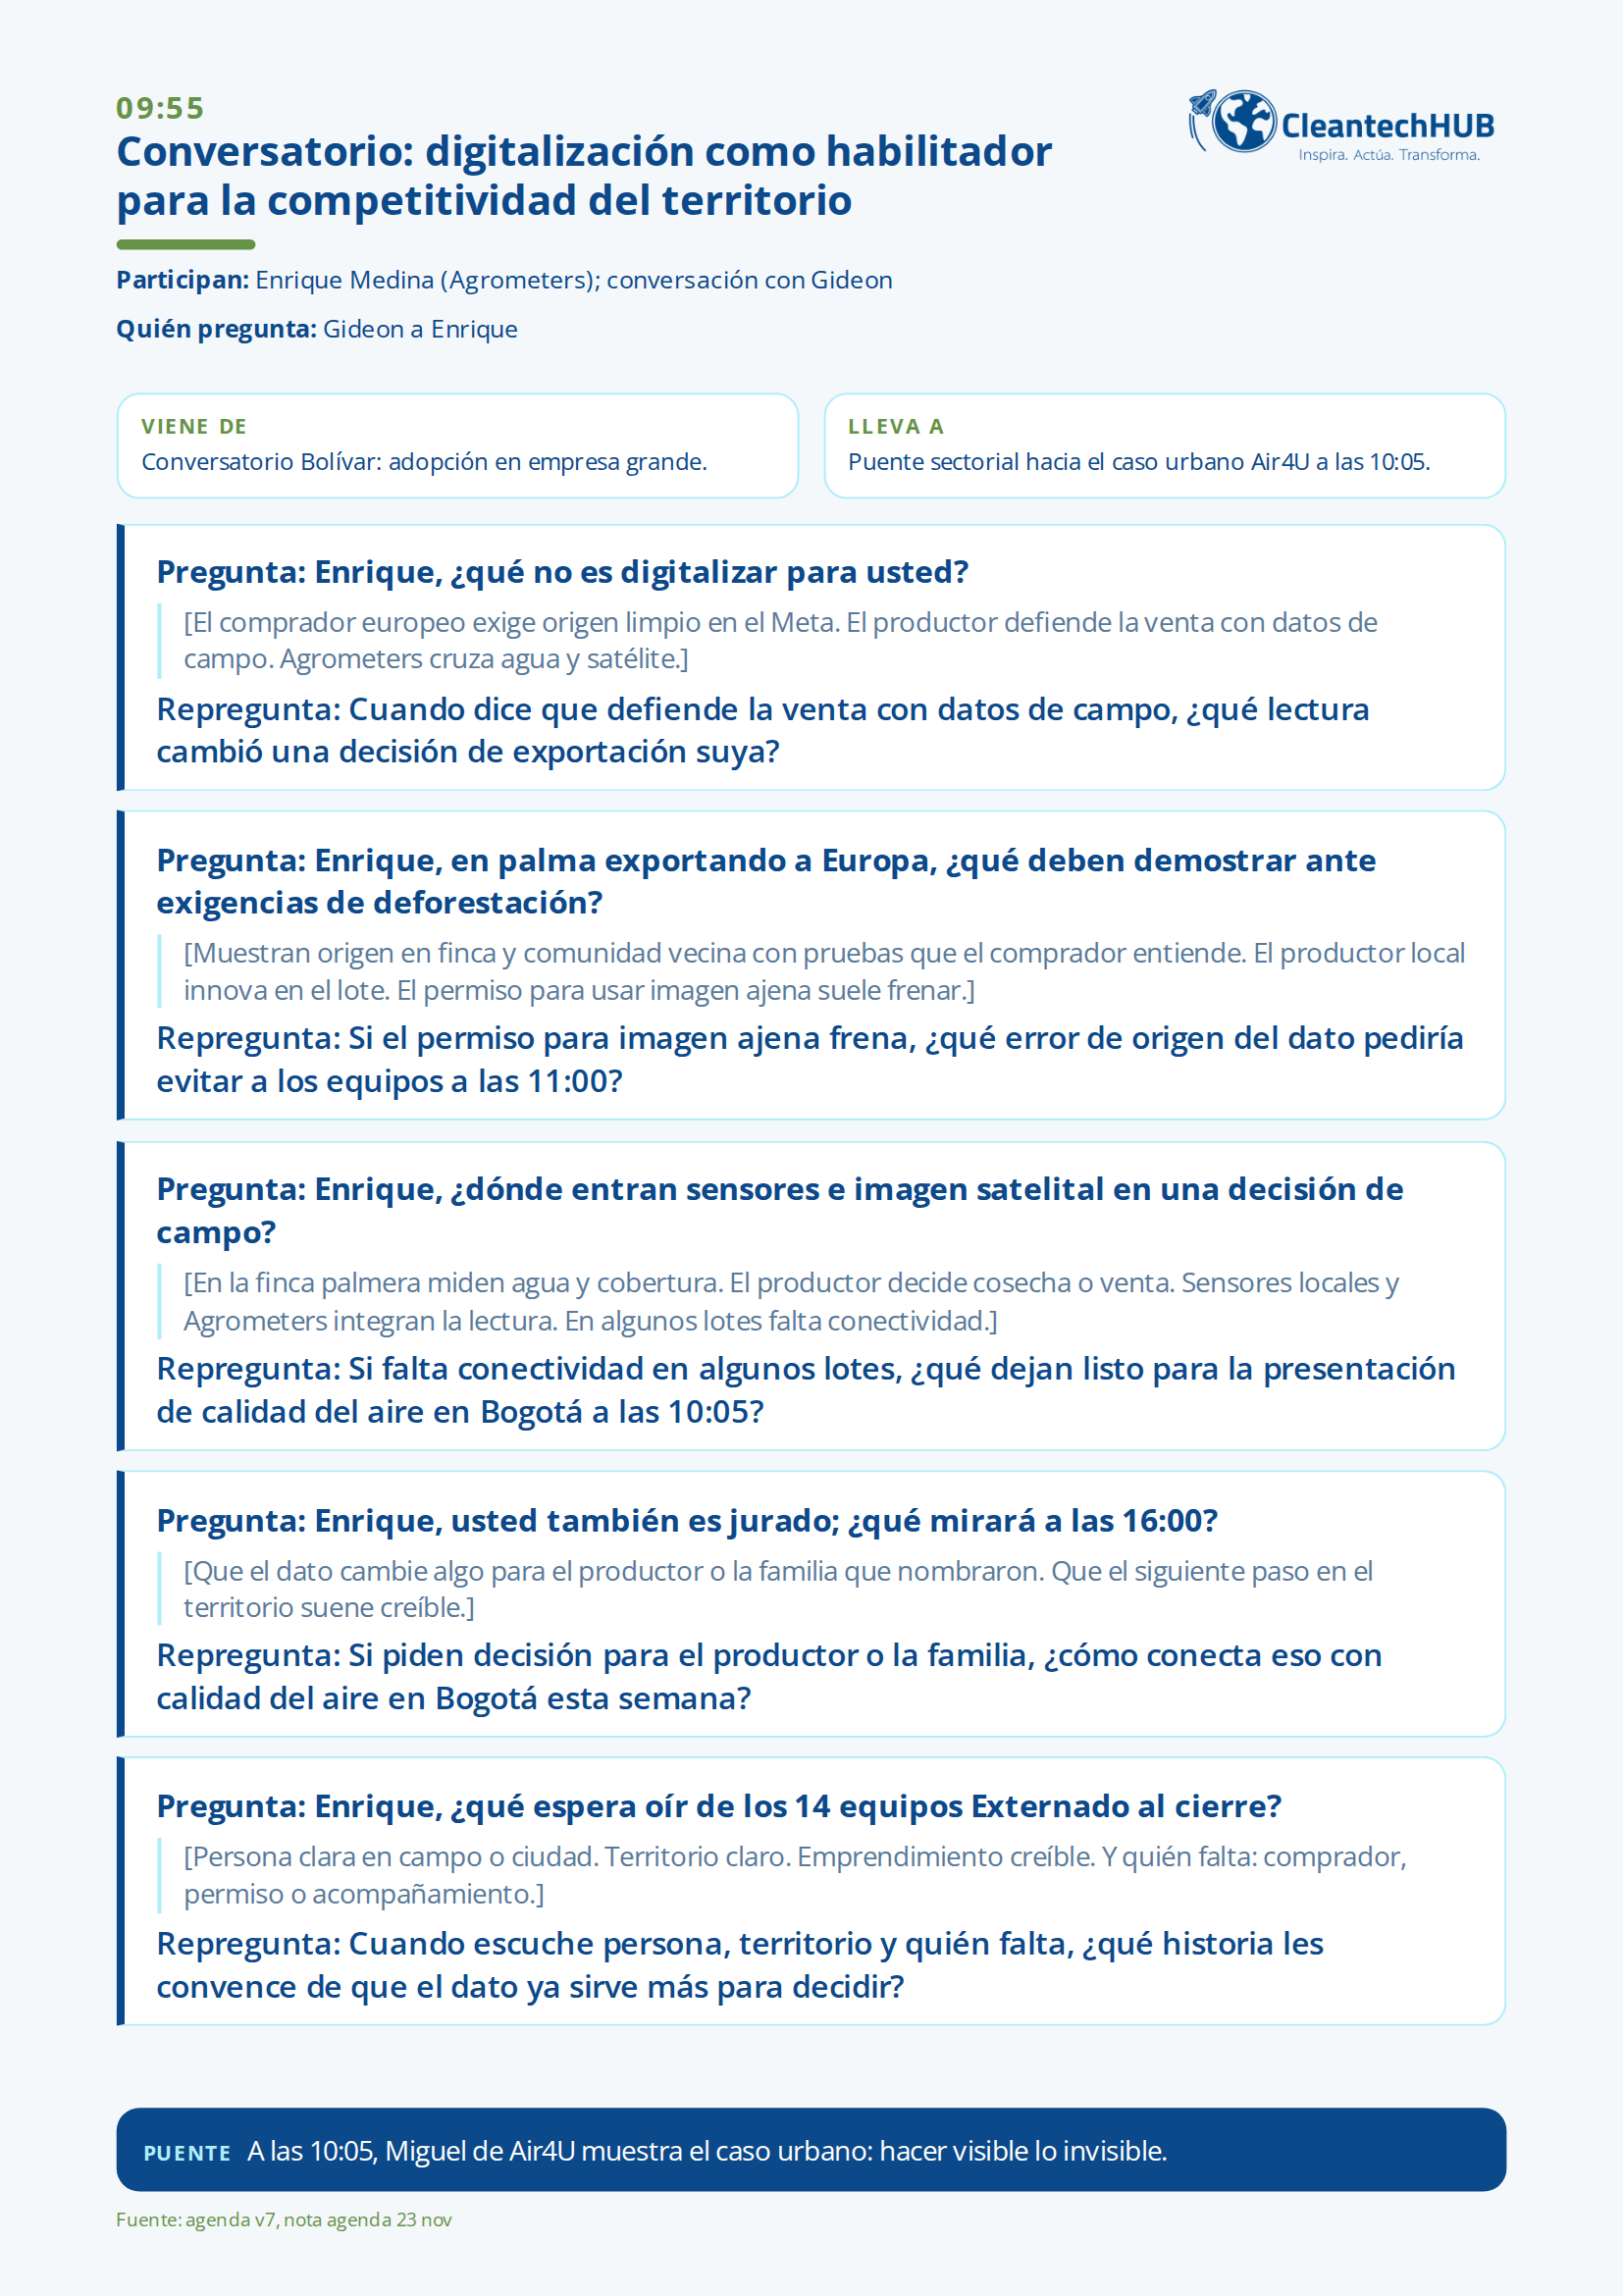 09:55
Conversatorio: digitalización como habilitador
para la competitividad del territorio
CleantechHUB
Inspira. Actúa. Transforma.
Participan: Enrique Medina (Agrometers); conversación con Gideon
Quién pregunta: Gideon a Enrique
VIENE DE
Conversatorio Bolívar: adopción en empresa grande.
LLEVA A
Puente sectorial hacia el caso urbano Air4U a las 10:05.
Pregunta: Enrique, ¿qué no es digitalizar para usted?
[El comprador europeo exige origen limpio en el Meta. El productor defiende la venta con datos de
campo. Agrometers cruza agua y satélite.]
Repregunta: Cuando dice que defiende la venta con datos de campo, ¿qué lectura
cambió una decisión de exportación suya?
Pregunta: Enrique, en palma exportando a Europa, ¿qué deben demostrar ante
exigencias de deforestación?
[Muestran origen en finca y comunidad vecina con pruebas que el comprador entiende. El productor local
innova en el lote. El permiso para usar imagen ajena suele frenar.]
Repregunta: Si el permiso para imagen ajena frena, ¿qué error de origen del dato pediría
evitar a los equipos a las 11:00?
Pregunta: Enrique, ¿dónde entran sensores e imagen satelital en una decisión de
campo?
[En la finca palmera miden agua y cobertura. El productor decide cosecha o venta. Sensores locales y
Agrometers integran la lectura. En algunos lotes falta conectividad.]
Repregunta: Si falta conectividad en algunos lotes, ¿qué dejan listo para la presentación
de calidad del aire en Bogotá a las 10:05?
Pregunta: Enrique, usted también es jurado; ¿qué mirará a las 16:00?
[Que el dato cambie algo para el productor o la familia que nombraron. Que el siguiente paso en el
territorio suene creíble.]
Repregunta: Si piden decisión para el productor o la familia, ¿cómo conecta eso con
calidad del aire en Bogotá esta semana?
Pregunta: Enrique, ¿qué espera oír de los 14 equipos Externado al cierre?
[Persona clara en campo o ciudad. Territorio claro. Emprendimiento creíble. Y quién falta: comprador,
permiso o acompañamiento.]
Repregunta: Cuando escuche persona, territorio y quién falta, ¿qué historia les
convence de que el dato ya sirve más para decidir?
PUENTE A las 10:05, Miguel de Air4U muestra el caso urbano: hacer visible lo invisible.
Fuente: agenda v7, nota agenda 23 nov